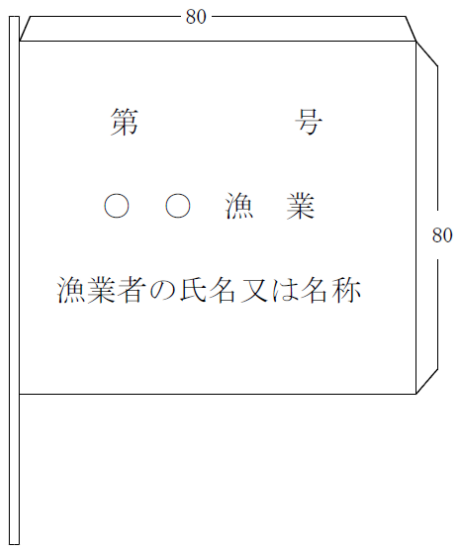 80
第 号
○ ○ 漁 業
80
漁業者の氏名又は名称